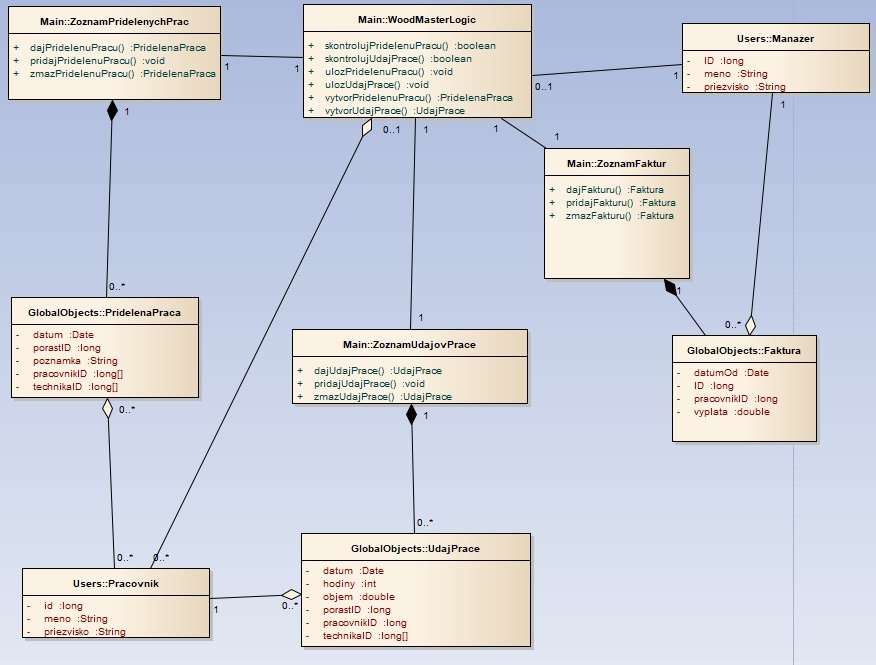 Main::ZoznamPridelenychPrac
+ dajPridelenuPracu() :PridelenaPraca
+ pridajPridelenuPracu() :void
+ zmazPridelenuPracu() :PridelenaPraca
1
1
1
0..*
Main::WoodMasterLogic
+ skontrolujPridelenuPracu() :boolean
+ skontrolujUdajPrace() :boolean
+ ulozPridelenuPracu() :void
+ ulozUdajPrace() :void
+ vytvorPridelenuPracu() :PridelenaPraca
+ vytvorUdajPrace() :UdajPrace
0..1
1
0..1
1
1
1
Users::Manazer
- ID :long
- meno :String
- priezvisko :String
1
Main::ZoznamFaktur
+ dajFakturu() :Faktura
+ pridajFakturu() :Faktura
+ zmazFakturu() :Faktura
1
0..*
GlobalObjects::PridelenaPraca
- datum :Date
- porastID :long
- poznamka :String
- pracovnikID :long[]
- technikaID :long[]
0..*
0..*
0..*
1
Main::ZoznamUdajovPrace
+ dajUdajPrace() :UdajPrace
+ pridajUdajPrace() :void
+ zmazUdajPrace() :UdajPrace
1
0..*
GlobalObjects::Faktura
- datumOd :Date
- ID :long
- pracovnikID :long
- vyplata :double
Users::Pracovnik
- id :long
- meno :String
- priezvisko :String
1
0..*
GlobalObjects::UdajPrace
- datum :Date
- hodiny :int
- objem :double
- porastID :long
- pracovnikID :long
- technikaID :long[]